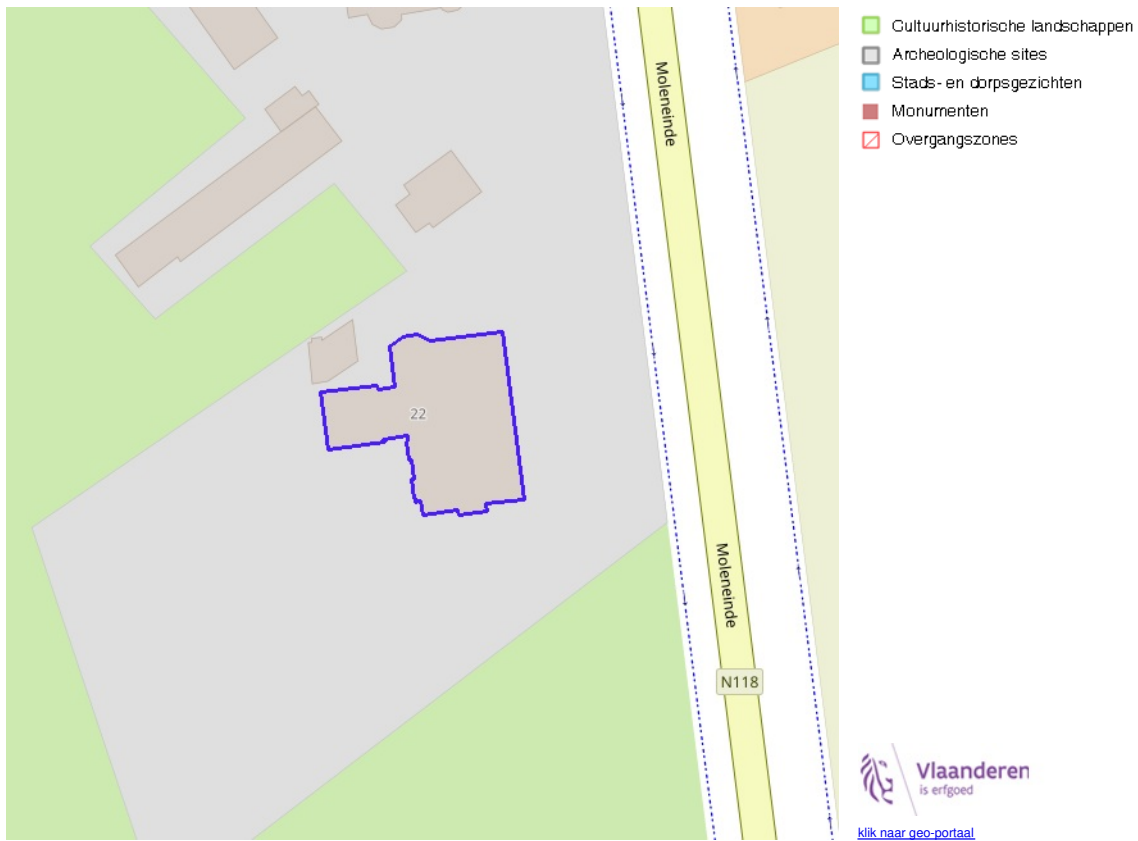 Moleneinde
22
Moleneinde
N118
Cultuurhistorische landschappen
Archeologische sites
Stads- en dorpsgezichten
Monumenten
Overgangszones
Vlaanderen
is erfgoed
klik naar geo-portaal